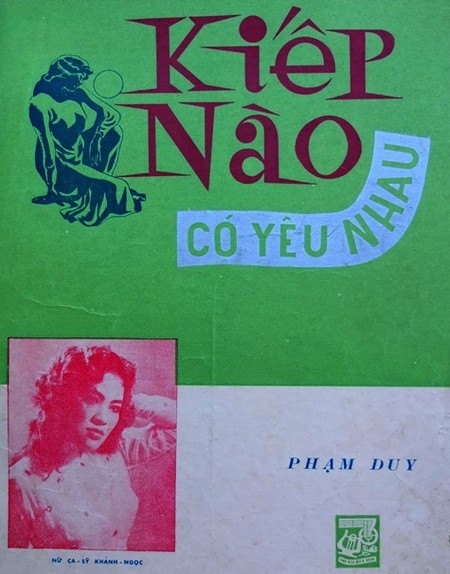 KiếP
Nào
CÓ YÊU NHAU
PHẠM DUY
NỮ CA-SỸ KHÁNH-NGỌC